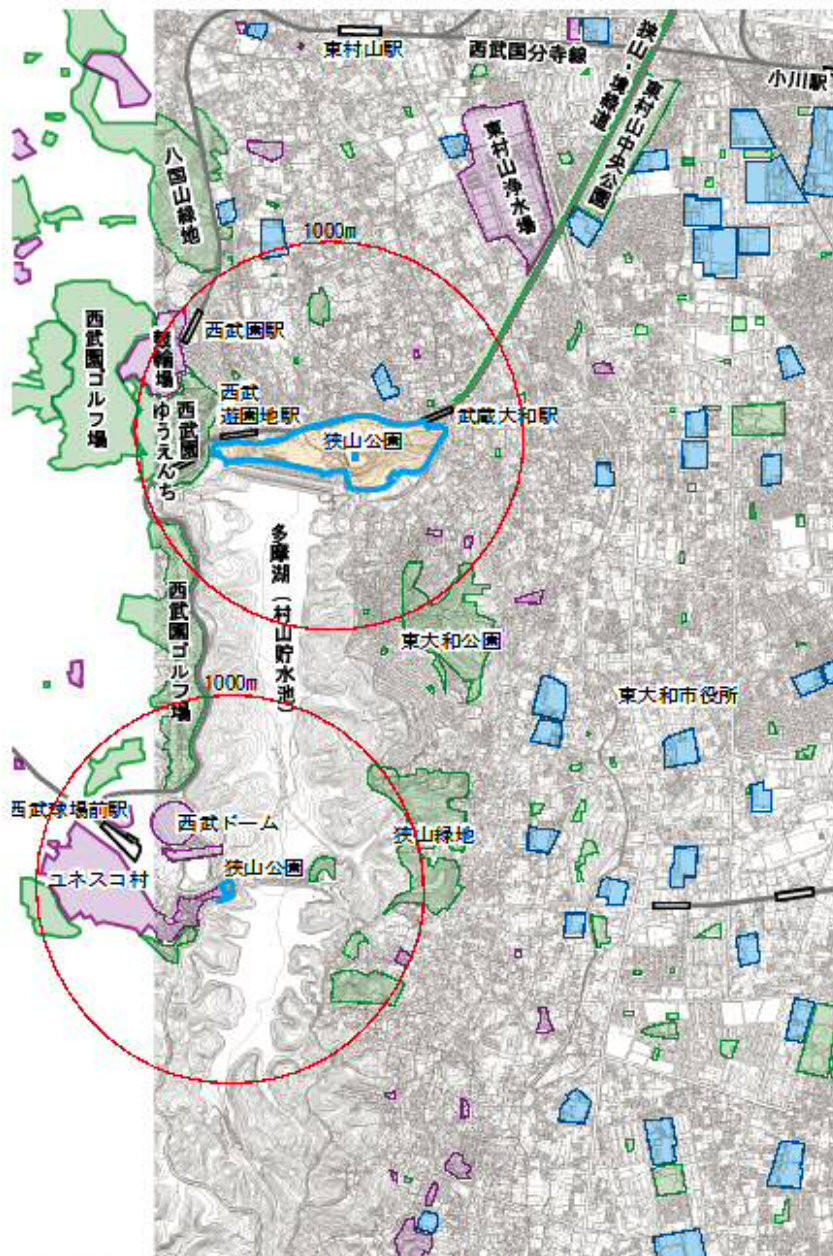 東村山駅
西武国分寺線
狭山・境緑道
小川駅
東村山中央公園
東村山浄水場
八国山緑地
1000m
西武園駅
競輪場
西武園ゴルフ場
西武
遊園地駅
西武園
ゆうえんち
狭山公園
武蔵大和駅
多摩湖（村山貯水池）
西武園ゴルフ場
東大和公園
1000m
東大和市役所
西武球場前駅
西武ドーム
狭山緑地
狭山公園
ユネスコ村